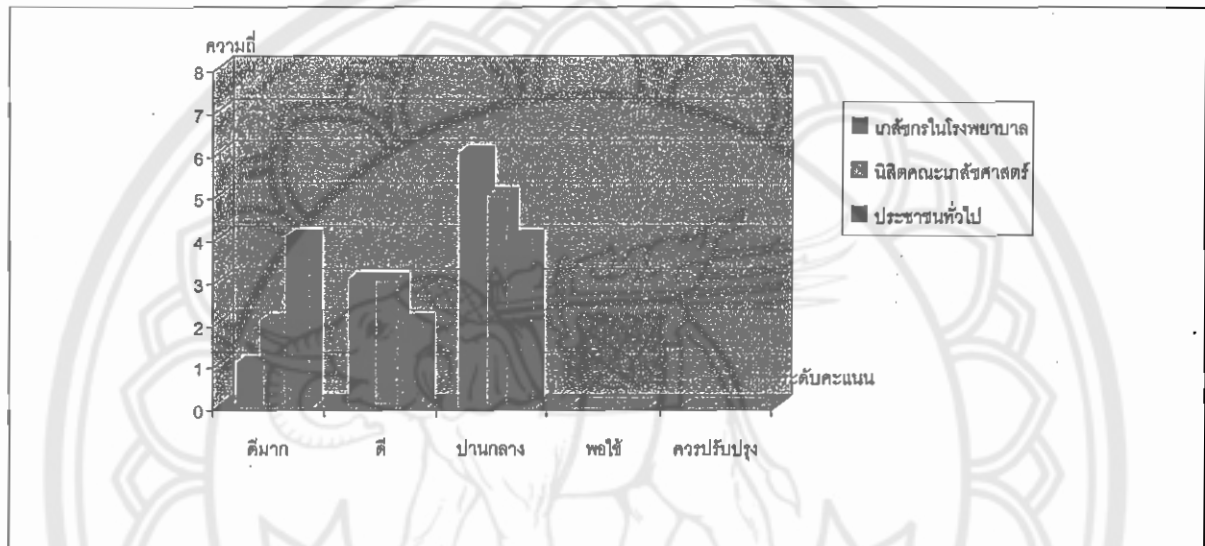 ความถี่
8
7
6
5
4
3
2
1
0
เภสัชกรในโรงพยาบาล
นิสิตคณะเภสัชศาสตร์
ประชาชนทั่วไป
ระดับคะแนน
ดีมาก ดี ปานกลาง พอใช้ ควรปรับปรุง